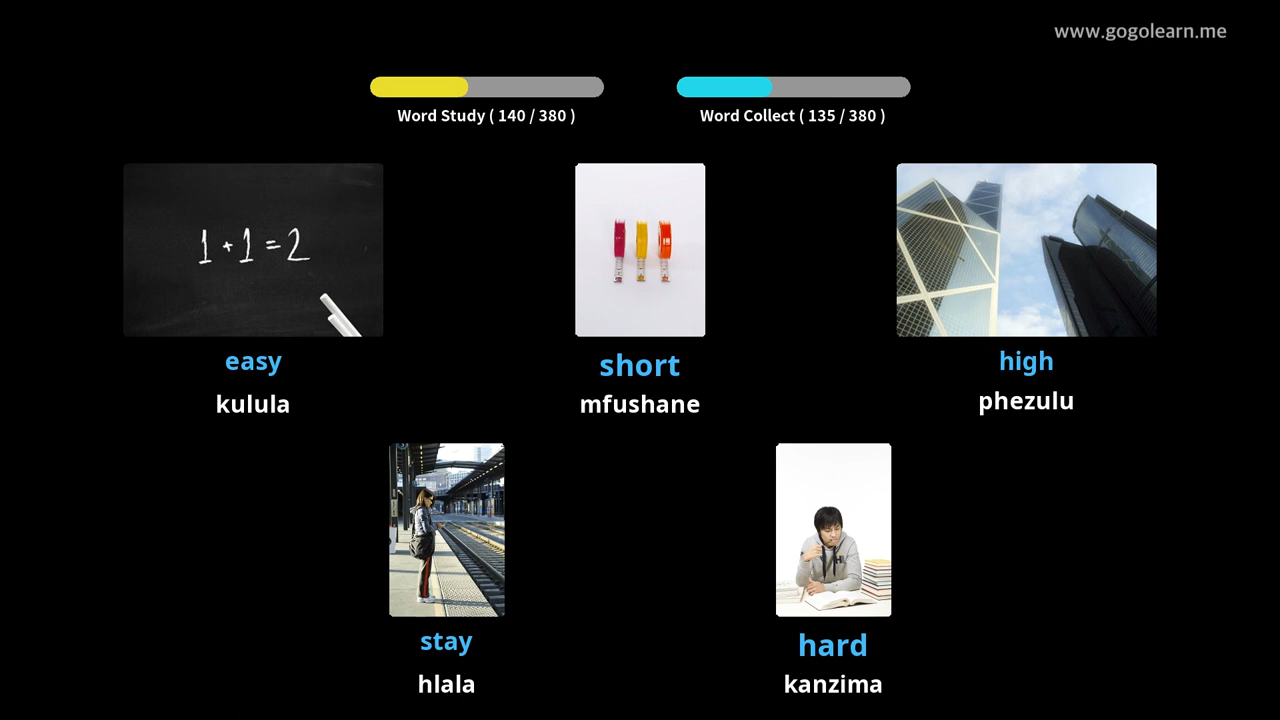 www.gogolearn.me
Word Study ( 140 / 380 )
Word Collect ( 135 / 380 )
1 + 1 = 2
easy
kulula
short
mfushane
high
phezulu
stay
hlala
hard
kanzima